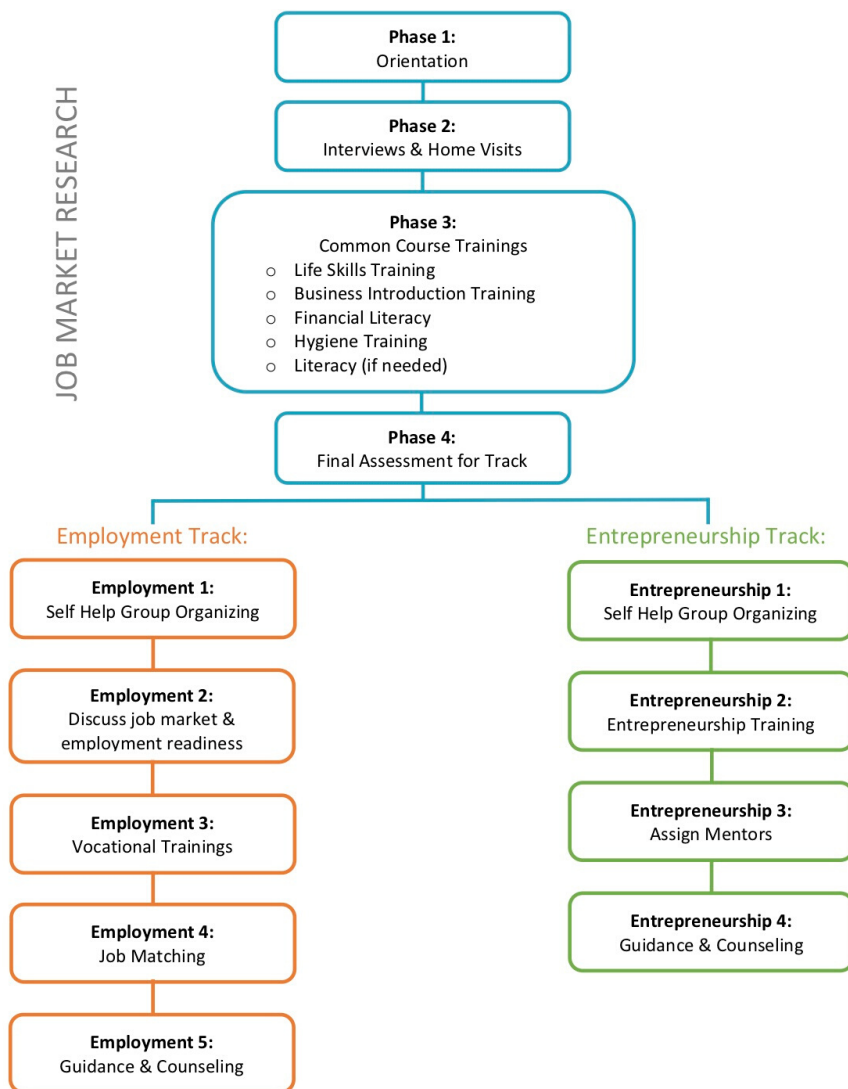 JOB MARKET RESEARCH
Phase 1:
Orientation
Phase 2:
Interviews & Home Visits
Phase 3:
Common Course Trainings
o Life Skills Training
o Business Introduction Training
o Financial Literacy
o Hygiene Training
o Literacy (if needed)
Phase 4:
Final Assessment for Track
Employment Track:
Employment 1:
Self Help Group Organizing
Employment 2:
Discuss job market &
employment readiness
Employment 3:
Vocational Trainings
Employment 4:
Job Matching
Employment 5:
Guidance & Counseling
Entrepreneurship Track:
Entrepreneurship 1:
Self Help Group Organizing
Entrepreneurship 2:
Entrepreneurship Training
Entrepreneurship 3:
Assign Mentors
Entrepreneurship 4:
Guidance & Counseling